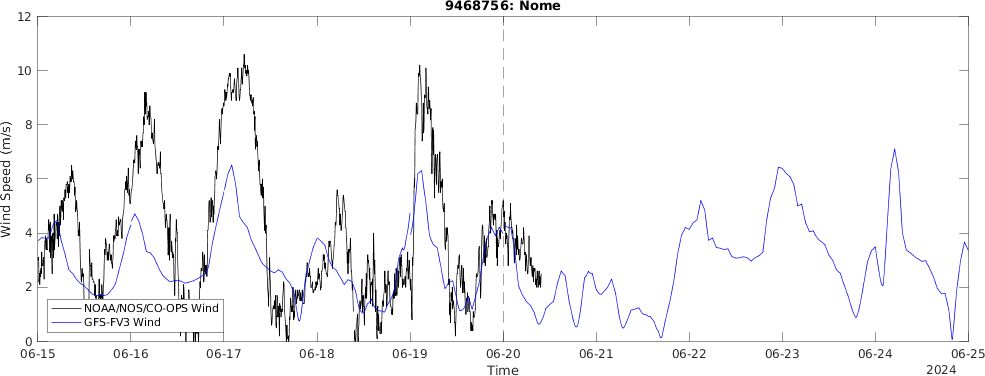 9468756: Nome
12
10
8
6
4
2
0
Wind Speed (m/s)
NOAA/NOS/CO-OPS Wind
GFS-FV3 Wind
06-15 06-16 06-17 06-18 06-19 06-20 06-21 06-22 06-23 06-24 06-25
Time
2024